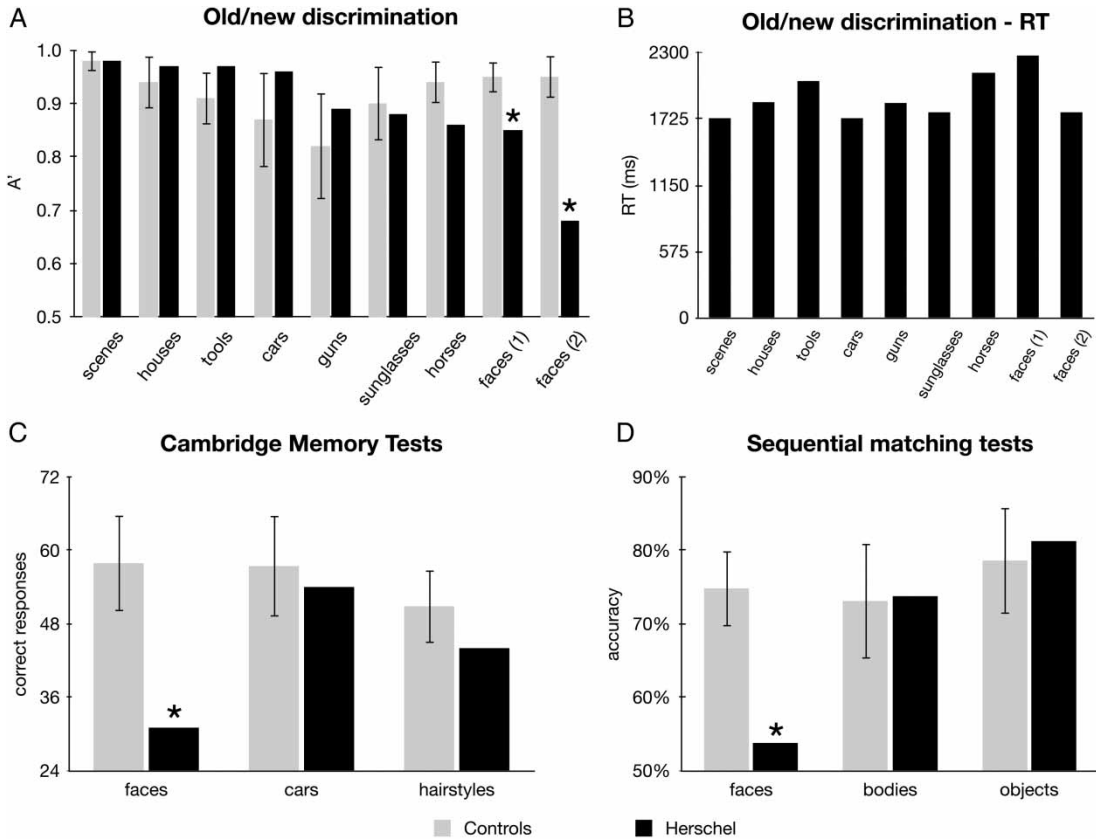 A
Old/new discrimination
1.0
0.9
0.8
0.7
0.6
0.5
A'
*
*
scenes
houses
tools
cars
guns
sunglasses
horses
faces (1)
faces (2)
B
Old/new discrimination - RT
2300
1725
1150
575
0
RT (ms)
scenes
houses
tools
cars
guns
sunglasses
horses
faces (1)
faces (2)
C
Cambridge Memory Tests
72
60
48
36
24
correct responses
*
faces cars hairstyles
D
Sequential matching tests
90%
80%
70%
60%
50%
accuracy
*
faces bodies objects
Controls Herschel